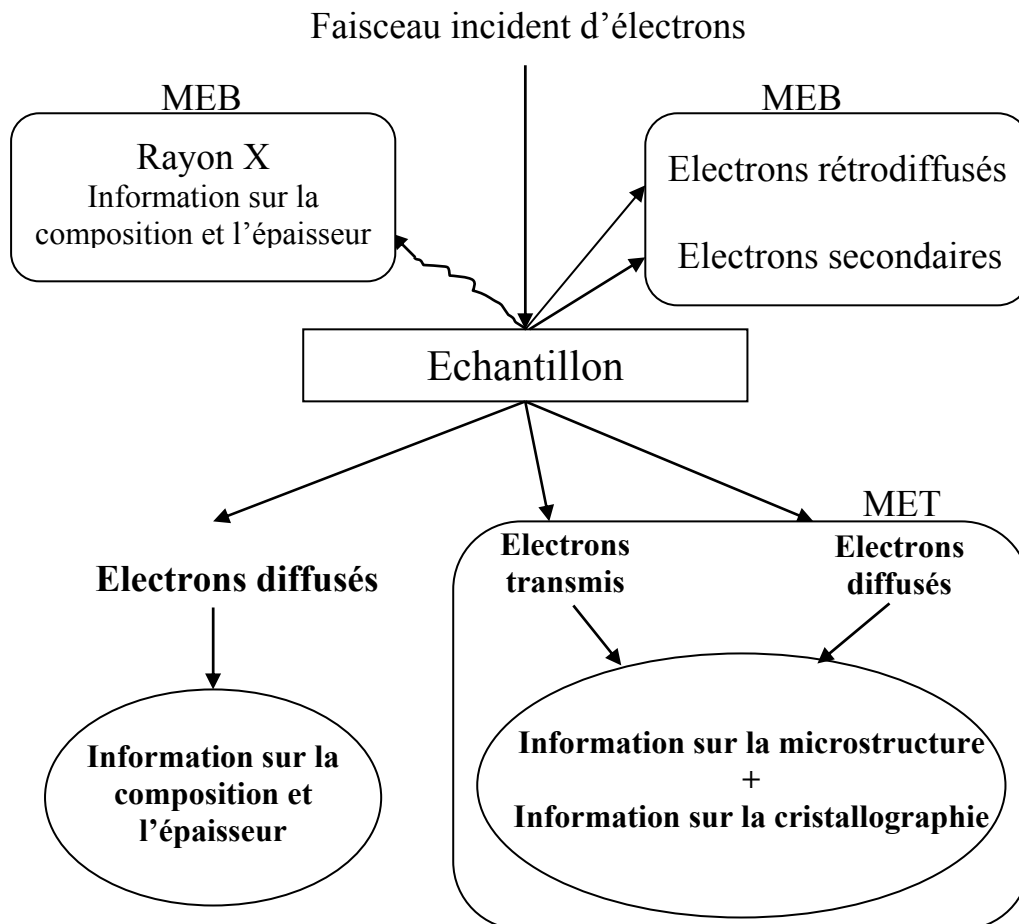 Faisceau incident d’électrons
MEB
Rayon X
Information sur la
composition et l’épaisseur
MEB
Electrons rétrodiffusés
Electrons secondaires
Echantillon
Electrons diffusés
Information sur la
composition et
l’épaisseur
MET
Electrons
transmis
Electrons
diffusés
Information sur la microstructure
+
Information sur la cristallographie